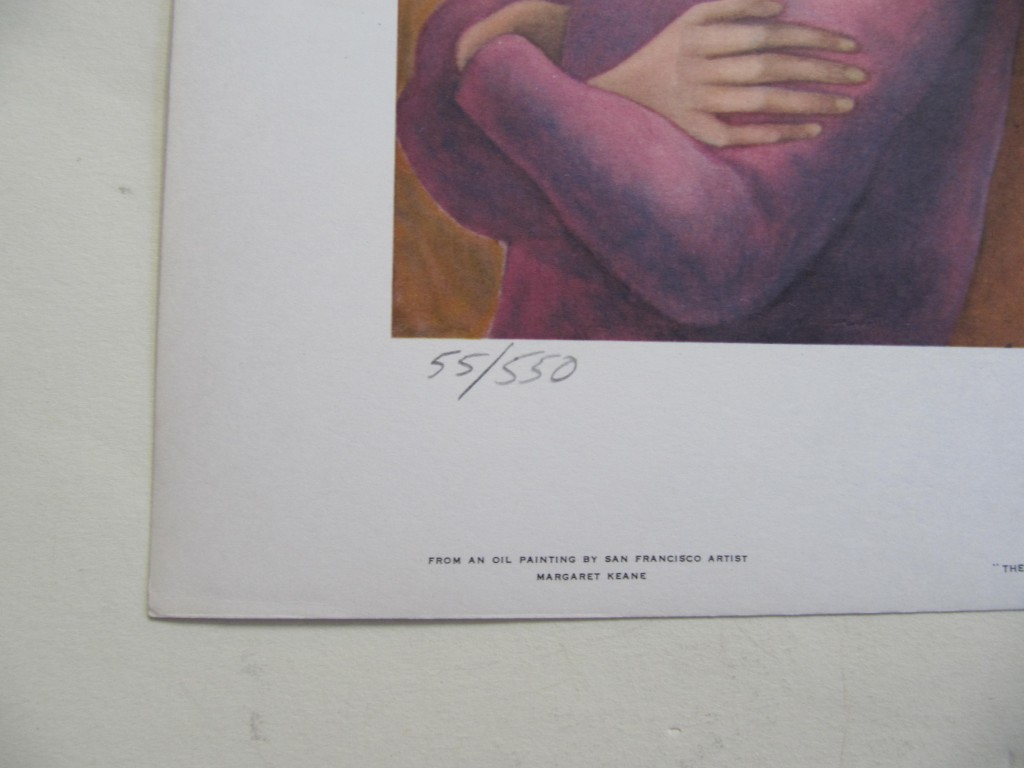 55/550
FROM AN OIL PAINTING BY SAN FRANCISCO ARTIST
MARGARET KEANE
"THE